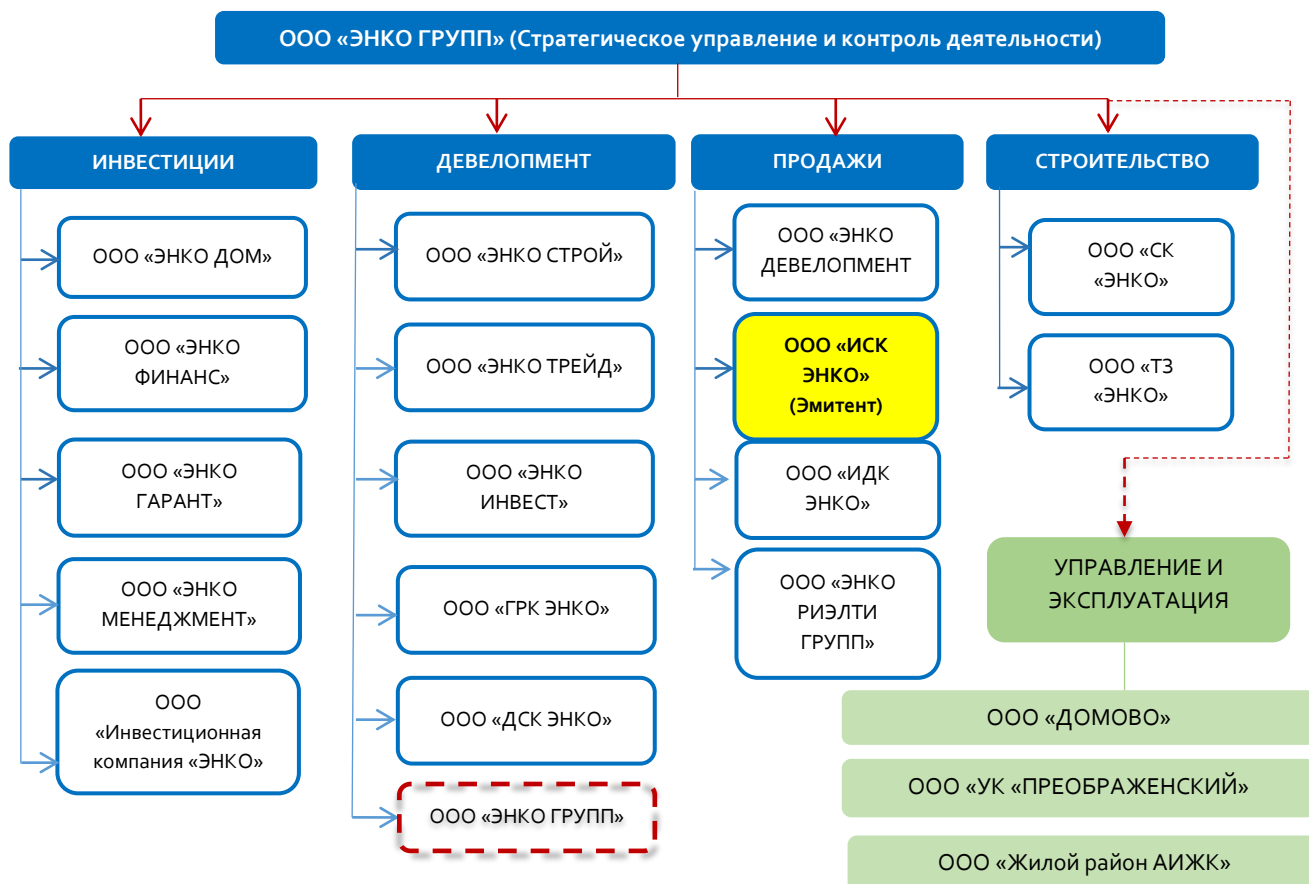 ООО «ЭНКО ГРУПП» (Стратегическое управление и контроль деятельности)
ИНВЕСТИЦИИ
ООО «ЭНКО ДОМ»
ООО «ЭНКО
ФИНАНС»
ООО «ЭНКО
ГАРАНТ»
ООО «ЭНКО
МЕНЕДЖМЕНТ»
ООО
«Инвестиционная
компания «ЭНКО»
ДЕВЕЛОПМЕНТ
ООО «ЭНКО СТРОЙ»
ООО «ЭНКО ТРЕЙД»
ООО «ЭНКО
ИНВЕСТ»
ООО «ГРК ЭНКО»
ООО «ДСК ЭНКО»
ООО «ЭНКО ГРУПП»
ПРОДАЖИ
ООО «ЭНКО
ДЕВЕЛОПМЕНТ
ООО «ИСК
ЭНКО»
(Эмитент)
ООО «ИДК
ЭНКО»
ООО «ЭНКО
РИЭЛТИ
ГРУПП»
СТРОИТЕЛЬСТВО
ООО «СК
«ЭНКО»
ООО «ТЗ
«ЭНКО»
УПРАВЛЕНИЕ И
ЭКСПЛУАТАЦИЯ
ООО «ДОМОВО»
ООО «УК «ПРЕОБРАЖЕНСКИЙ»
ООО «Жилой район АИЖК»